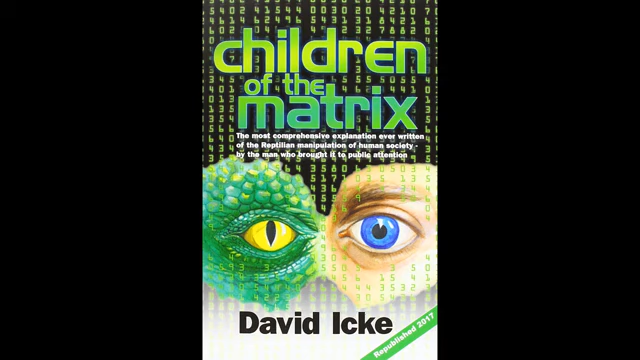 children
of the
matrix
The most comprehensive explanation ever written
of the Reptilian manipulation of human society -
by the man who brought it to public attention
David Icke
Republished 2017